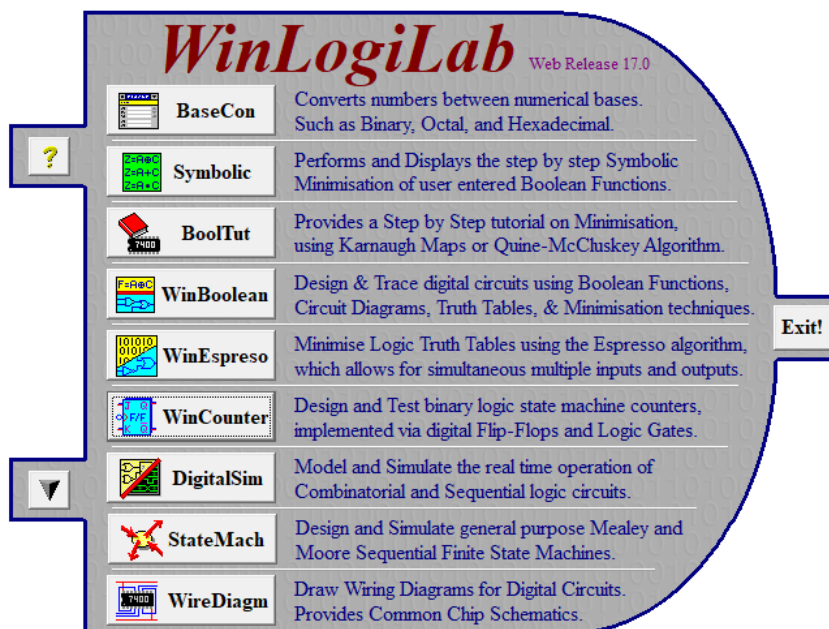 WinLogiLab Web Release 17.0
BaseCon
Converts numbers between numerical bases.
Such as Binary, Octal, and Hexadecimal.
?
Z=A⊕C
Z=A+C
Z=A•C
Symbolic
Performs and Displays the step by step Symbolic
Minimisation of user entered Boolean Functions.
7400
BoolTut
Provides a Step by Step tutorial on Minimisation,
using Karnaugh Maps or Quine-McCluskey Algorithm.
F=A⊕C
WinBoolean
Design & Trace digital circuits using Boolean Functions,
Circuit Diagrams, Truth Tables, & Minimisation techniques.
Exit!
WinEspreso
Minimise Logic Truth Tables using the Espreso algorithm,
which allows for simultaneous multiple inputs and outputs.
J Q
F/F
K Q
WinCounter
Design and Test binary logic state machine counters,
implemented via digital Flip-Flops and Logic Gates.
DigitalSim
Model and Simulate the real time operation of
Combinatorial and Sequential logic circuits.
StateMach
Design and Simulate general purpose Mealey and
Moore Sequential Finite State Machines.
7400
WireDiagm
Draw Wiring Diagrams for Digital Circuits.
Provides Common Chip Schematics.